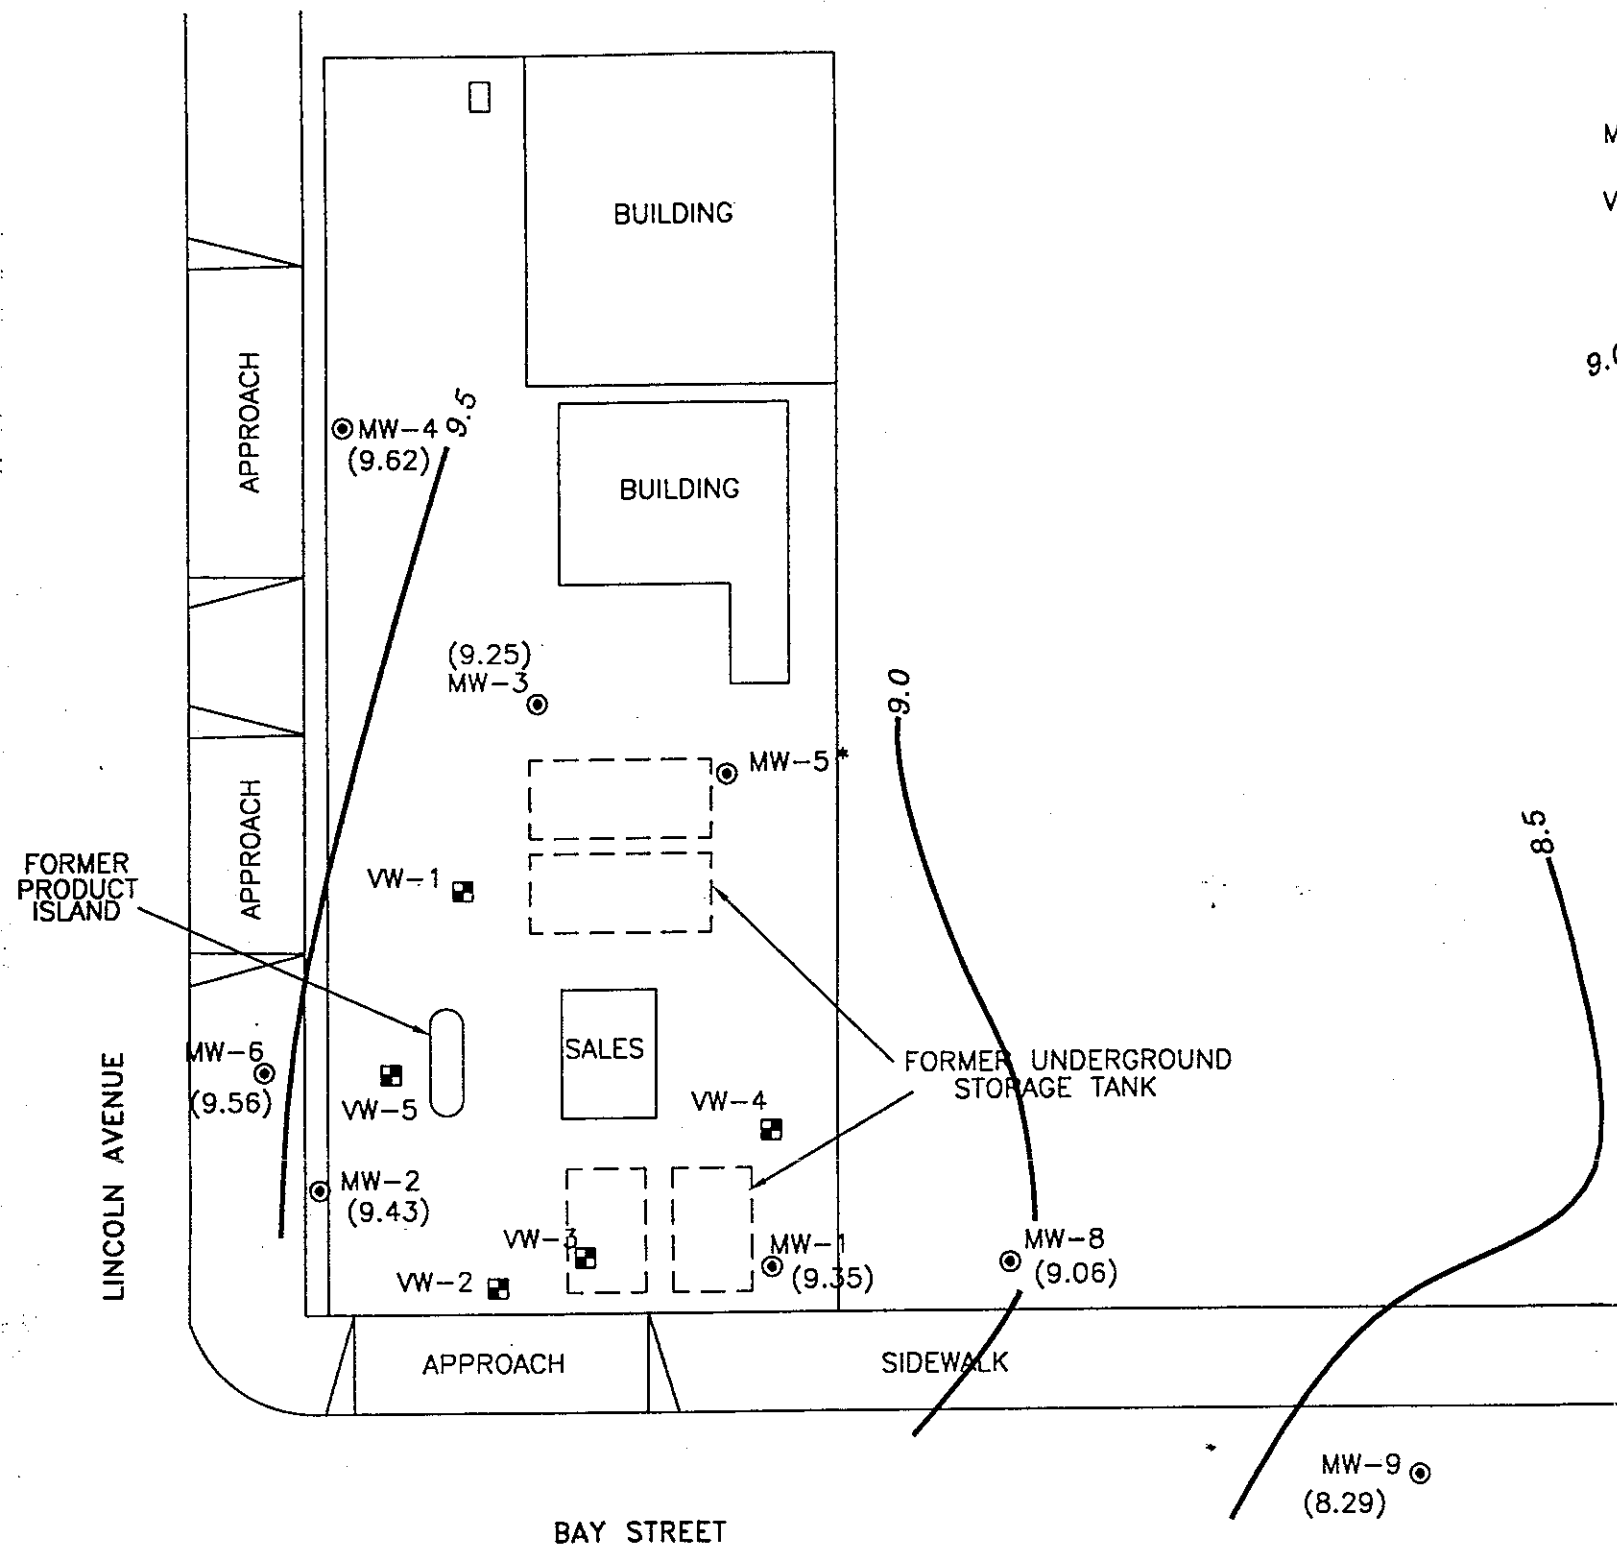 M
V
BUILDING
9.0
APPROACH
9.5
MW-4
(9.62)
BUILDING
(9.25)
MW-3
9.0
MW-5*
APPROACH
8.5
FORMER
PRODUCT
ISLAND
VW-1
SALES
MW-6
(9.56)
LINCOLN AVENUE
VW-5
FORMER UNDERGROUND
STORAGE TANK
VW-4
MW-2
(9.43)
VW-3
MW-1
(9.35)
MW-8
(9.06)
VW-2
APPROACH
SIDEWALK
MW-9
(8.29)
BAY STREET